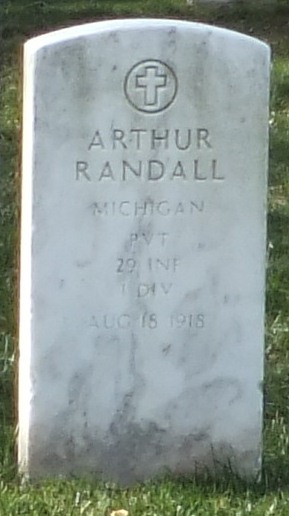 ARTHUR
RANDALL
MICHIGAN
PVT
29 INF
1 DIV
AUG 18 1918